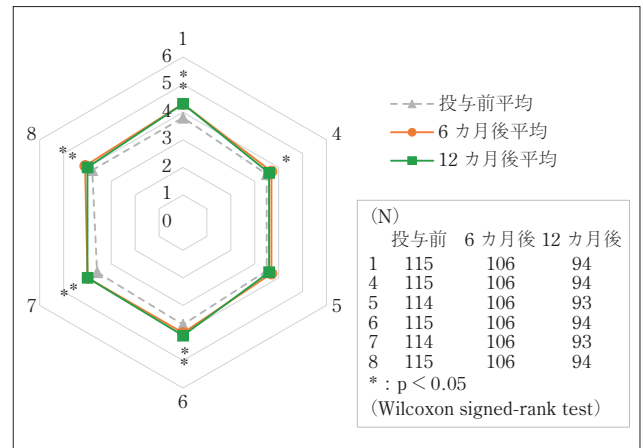 1
6
5
4
3
2
1
0
* *
8
4
* *
*
7
5
* *
* *
6
投与前平均
6 カ月後平均
12 カ月後平均
(N)
投与前 6 カ月後 12 カ月後
1 115 106 94
4 115 106 94
5 114 106 93
6 115 106 94
7 114 106 93
8 115 106 94
* : p < 0.05
(Wilcoxon signed-rank test)